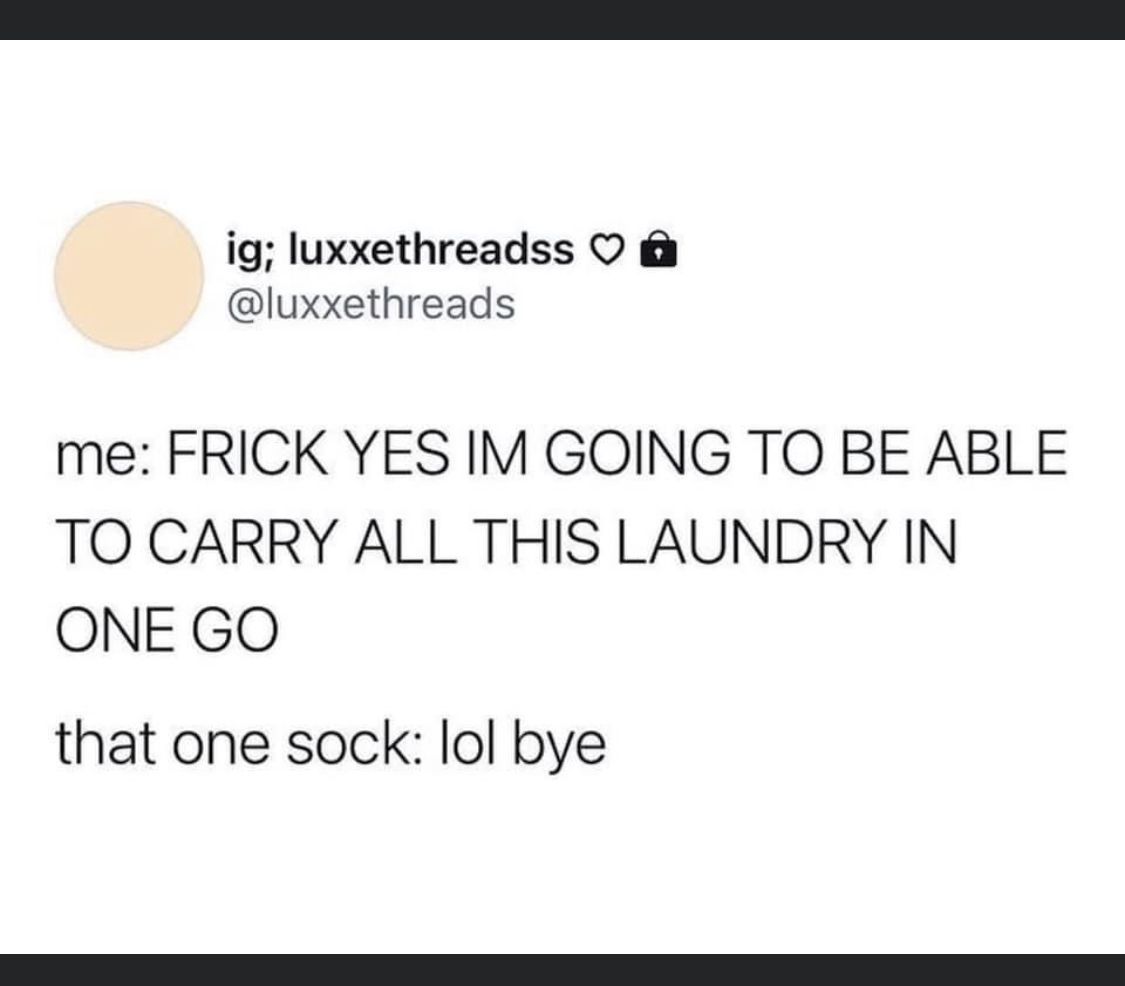 ig; luxxethreadss ♡ 🔒
@luxxethreads
me: FRICK YES IM GOING TO BE ABLE
TO CARRY ALL THIS LAUNDRY IN
ONE GO
that one sock: lol bye